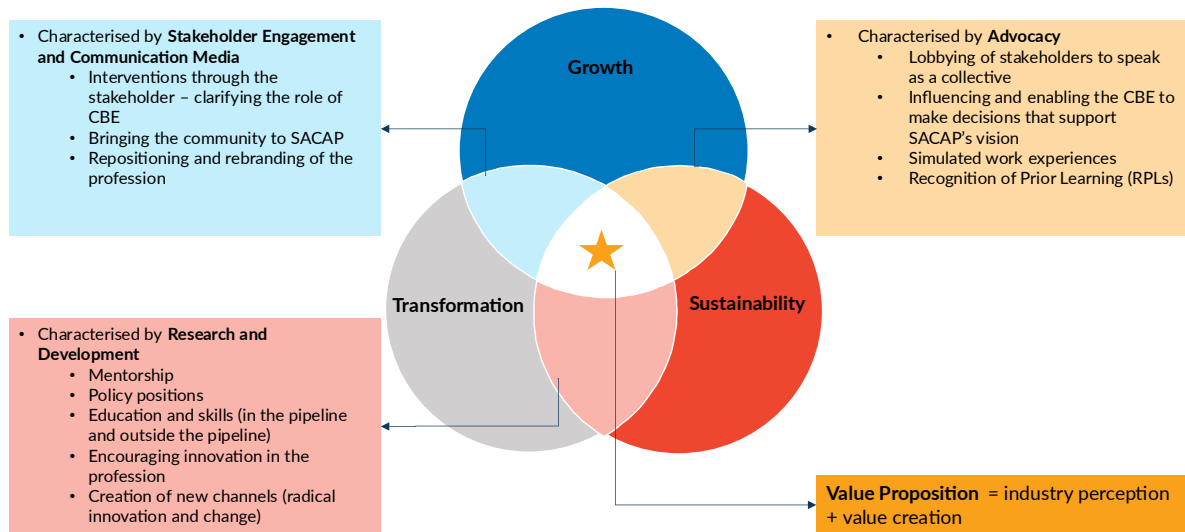 • Characterised by Stakeholder Engagement
and Communication Media
• Interventions through the
stakeholder – clarifying the role of
CBE
• Bringing the community to SACAP
• Repositioning and rebranding of the
profession
Growth
• Characterised by Advocacy
• Lobbying of stakeholders to speak
as a collective
• Influencing and enabling the CBE to
make decisions that support
SACAP’s vision
• Simulated work experiences
• Recognition of Prior Learning (RPLs)
Transformation
Sustainability
• Characterised by Research and
Development
• Mentorship
• Policy positions
• Education and skills (in the pipeline
and outside the pipeline)
• Encouraging innovation in the
profession
• Creation of new channels (radical
innovation and change)
Value Proposition = industry perception
+ value creation